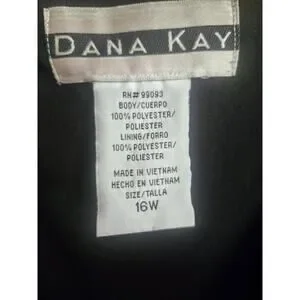 DANA KAY
RN# 99093
BODY/CUERPO
100% POLYESTER/
POLIESTER
LINING/FORRO
100% POLYESTER/
POLIESTER
MADE IN VIETNAM
HECHO EN VIETNAM
SIZE/TALLA
16W